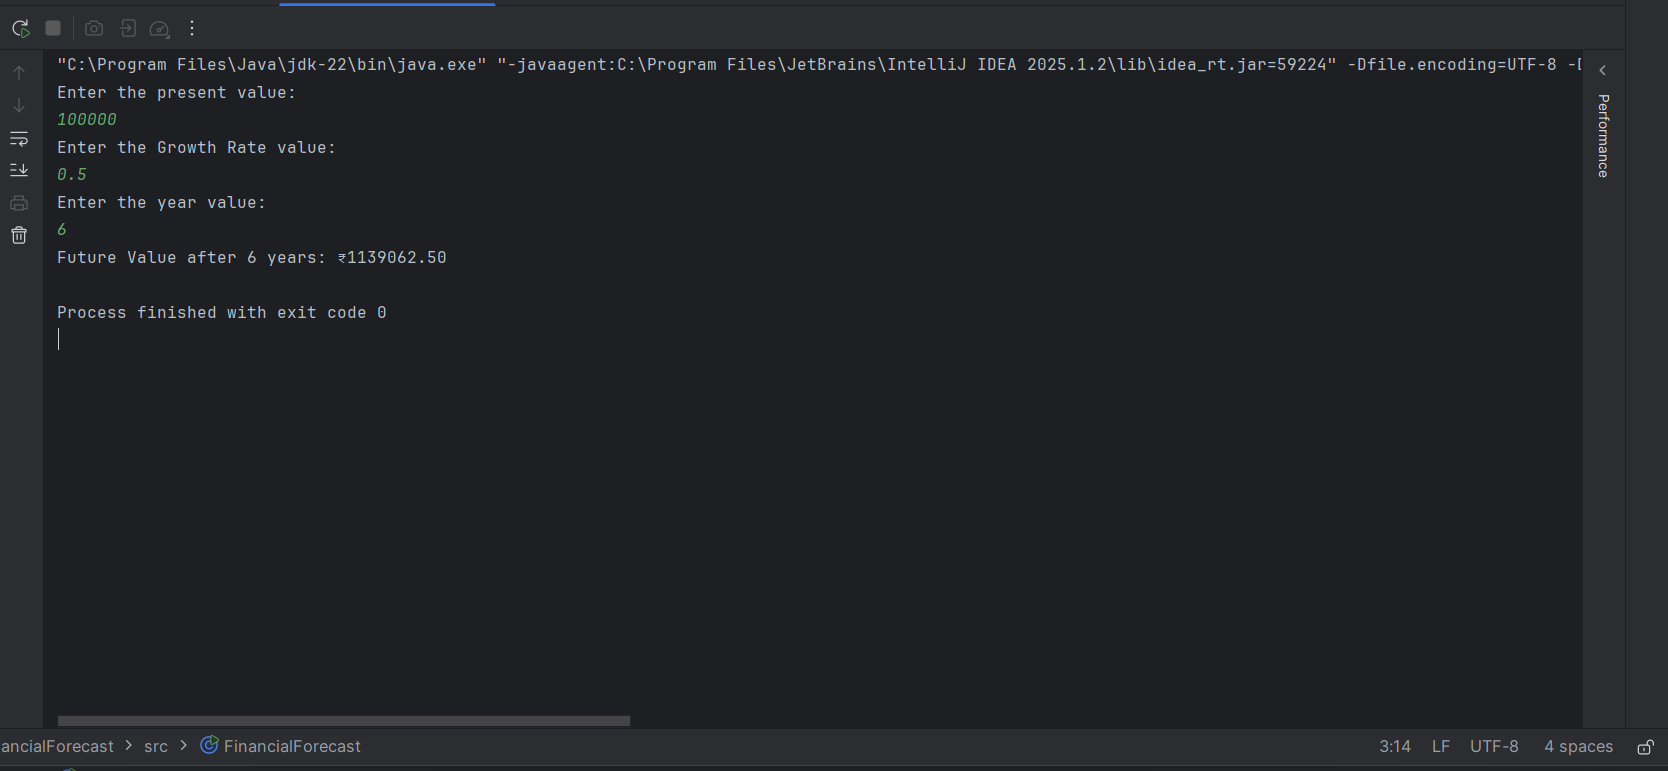 "C:\Program Files\Java\jdk-22\bin\java.exe" "-javaagent:C:\Program Files\JetBrains\IntelliJ IDEA 2025.1.2\lib\idea_rt.jar=59224" -Dfile.encoding=UTF-8 -D
Enter the present value:
100000
Enter the Growth Rate value:
0.5
Enter the year value:
6
Future Value after 6 years: ₹1139062.50
Process finished with exit code 0
Performance
ancialForecast > src > FinancialForecast
3:14 LF UTF-8 4 spaces